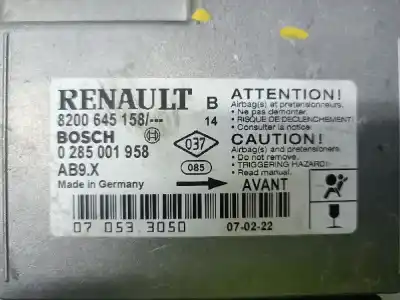 RENAULT B
8200 645 158/--- 14
BOSCH
0 285 001 958
AB9.X
Made in Germany
037
085
AVANT
07 053 3050
07-02-22
ATTENTION!
Airbag(s) et pretensionneurs.
• Ne pas demonter.
• RISQUE DE DECLENCHEMENT!
• Consulter la notice.
CAUTION!
Airbag(s) and pretensioners.
• Do not remove.
• TRIGGERING HAZARD!
• Read manual.